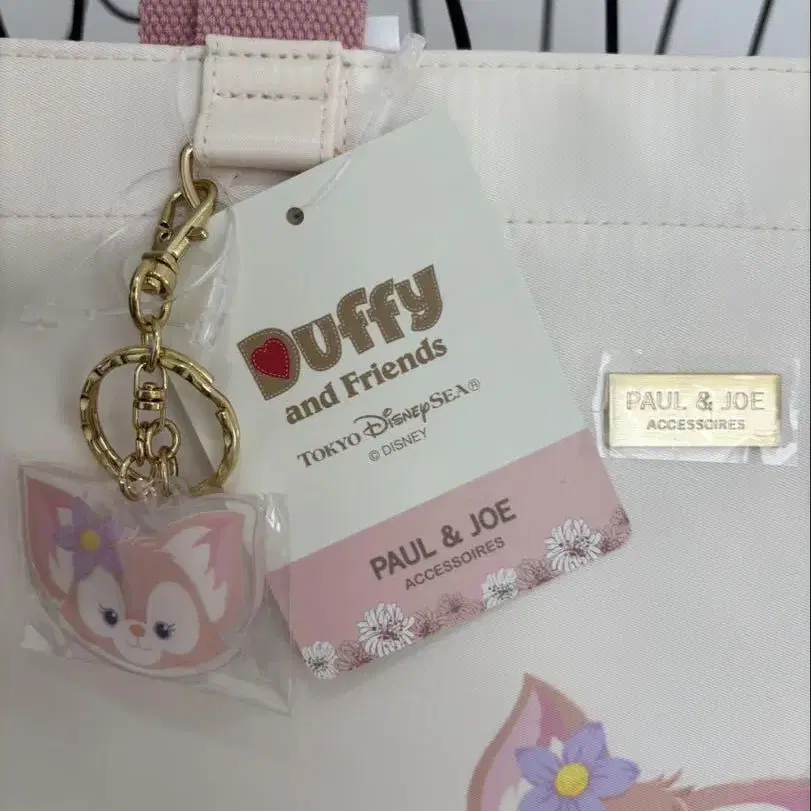 Duffy
and Friends
TOKYO DISNEYSEA®
© DISNEY
PAUL & JOE
ACCESSOIRES
PAUL & JOE
ACCESSOIRES